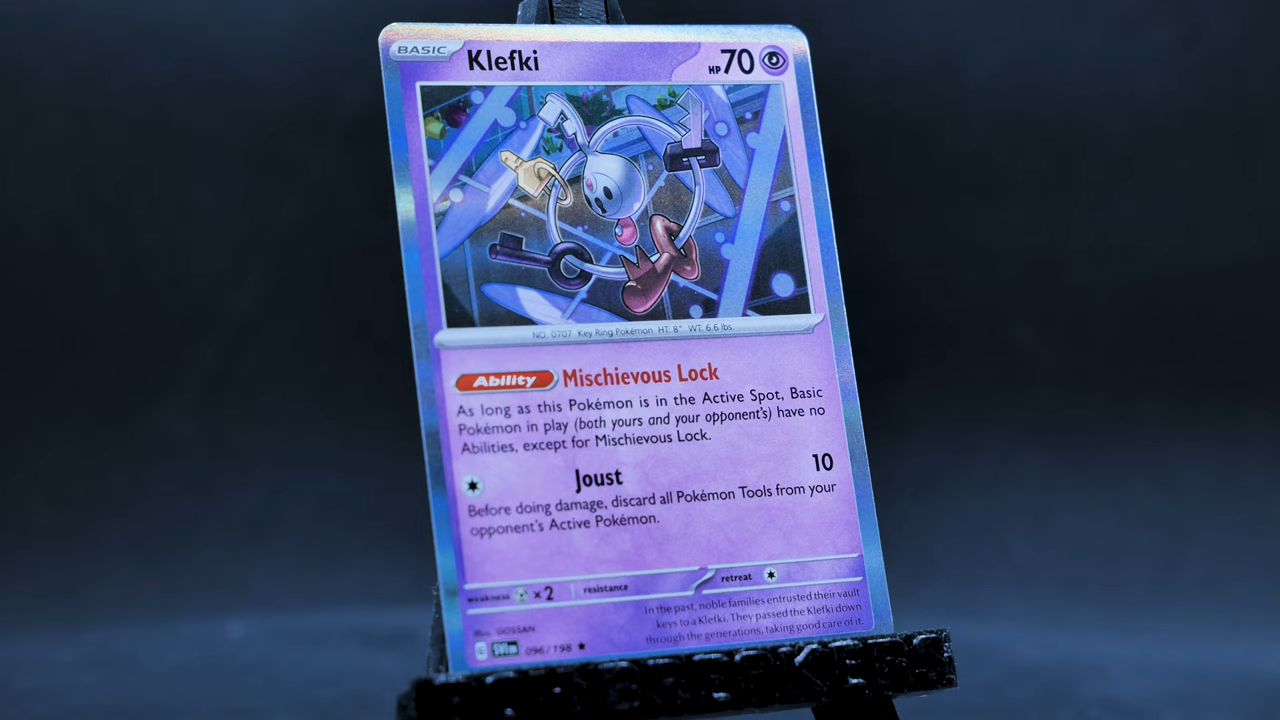 BASIC Klefki HP 70
NO. 0707 Key Ring Pokémon HT: 8" WT: 6.6 lbs.
Ability Mischievous Lock
As long as this Pokémon is in the Active Spot, Basic
Pokémon in play (both yours and your opponent's) have no
Abilities, except for Mischievous Lock.
Joust 10
Before doing damage, discard all Pokémon Tools from your
opponent's Active Pokémon.
weakness ×2 resistance retreat
In the past, noble families entrusted their vault
keys to a Klefki. They passed the Klefki down
through the generations, taking good care of it.
Illus. GOSSAN
SVI EN 096/198